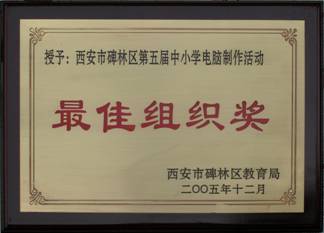 授予：西安市碑林区第五届中小学电脑制作活动
最佳组织奖
西安市碑林区教育局
二〇〇五年十二月